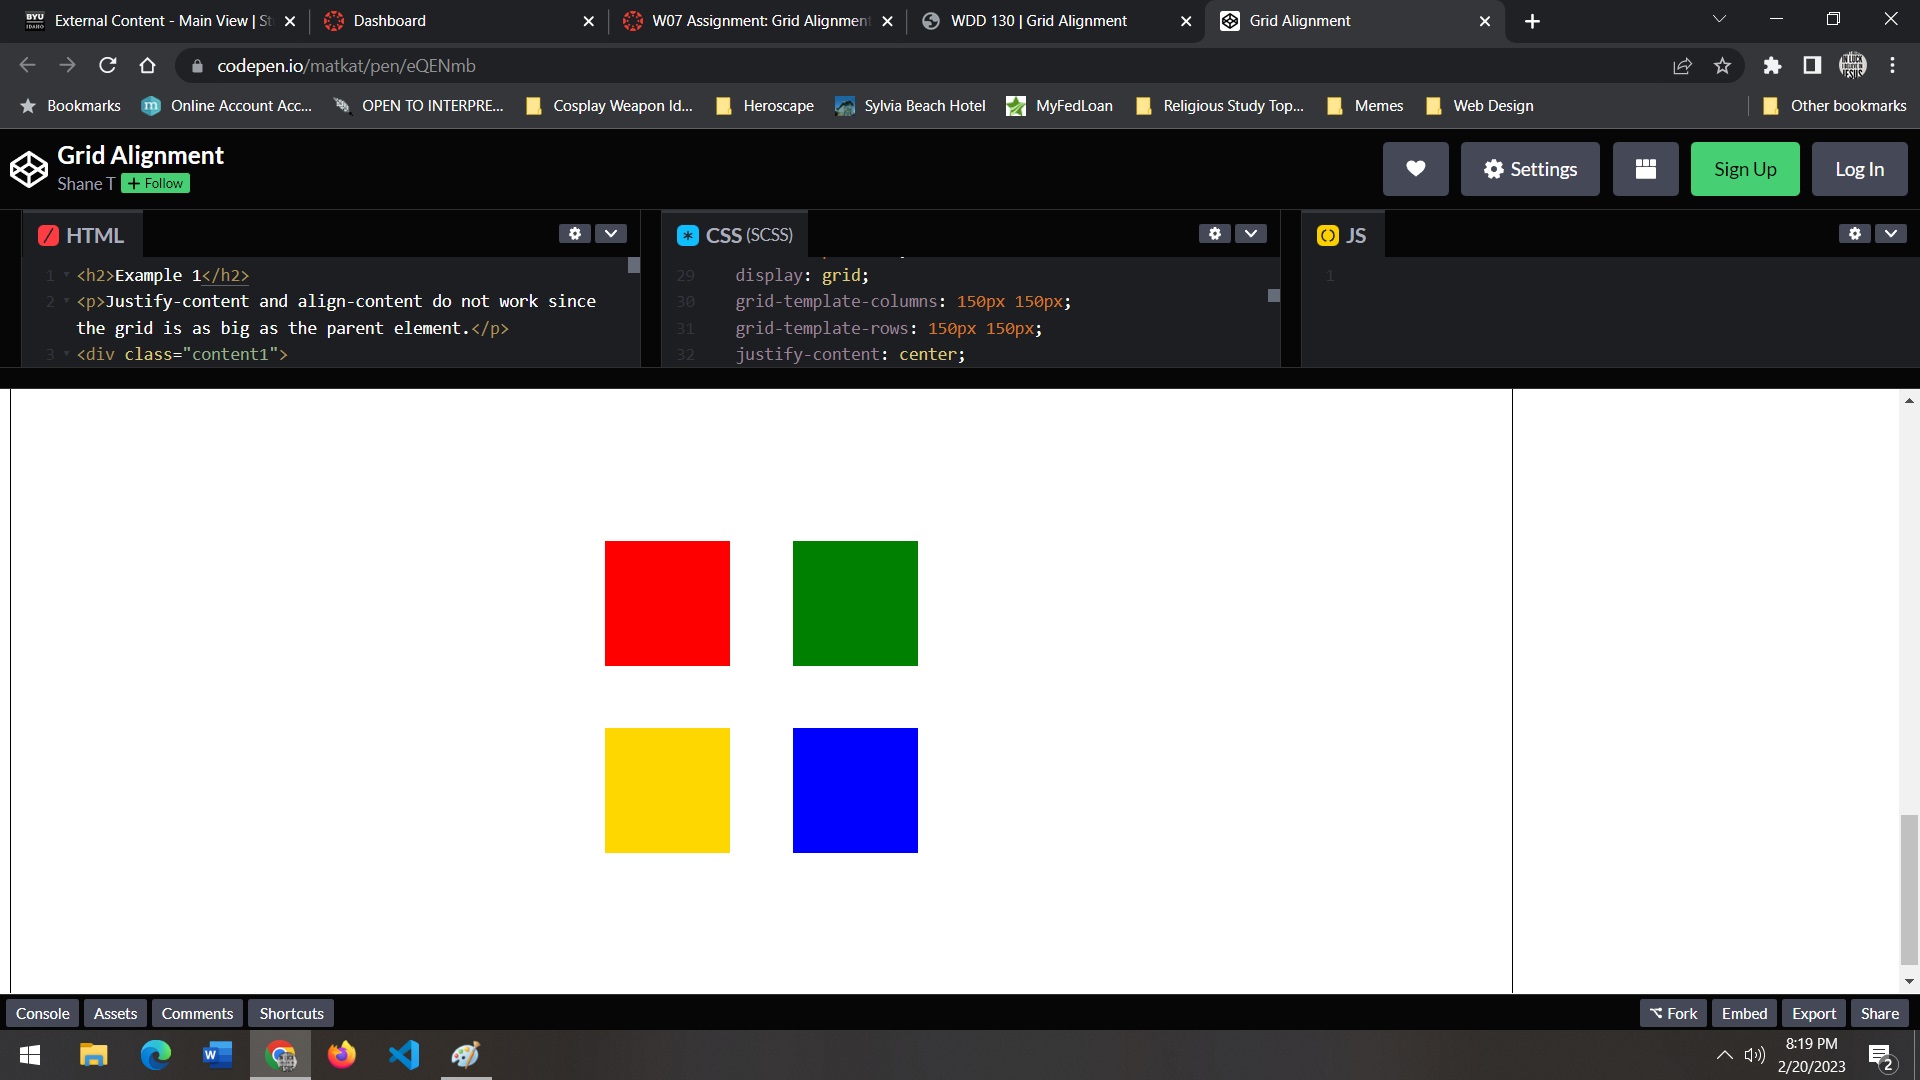 External Content - Main View | St
Dashboard
W07 Assignment: Grid Alignment
WDD 130 | Grid Alignment
Grid Alignment
codepen.io/matkat/pen/eQENmb
Bookmarks
Online Account Acc...
OPEN TO INTERPRE...
Cosplay Weapon Id...
Heroscape
Sylvia Beach Hotel
MyFedLoan
Religious Study Top...
Memes
Web Design
Other bookmarks
Grid Alignment
Shane T
+ Follow
Settings
Sign Up
Log In
HTML
1 <h2>Example 1</h2>
2 <p>Justify-content and align-content do not work since
the grid is as big as the parent element.</p>
3 <div class="content1">
CSS (SCSS)
29 display: grid;
30 grid-template-columns: 150px 150px;
31 grid-template-rows: 150px 150px;
32 justify-content: center;
JS
1
Console
Assets
Comments
Shortcuts
Fork
Embed
Export
Share
8:19 PM
2/20/2023
2